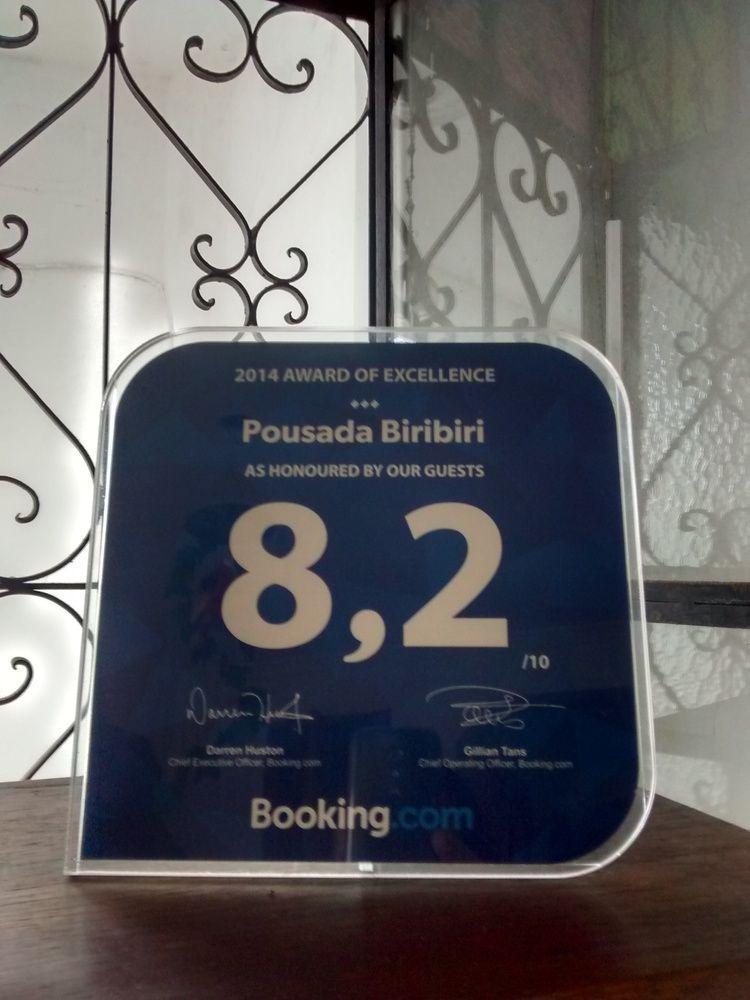 2014 AWARD OF EXCELLENCE
Pousada Biribiri
AS HONOURED BY OUR GUESTS
8,2
/10
Darren Huston
Gillian Tans
Chief Executive Officer, Booking.com
Chief Operating Officer, Booking.com
Booking.com